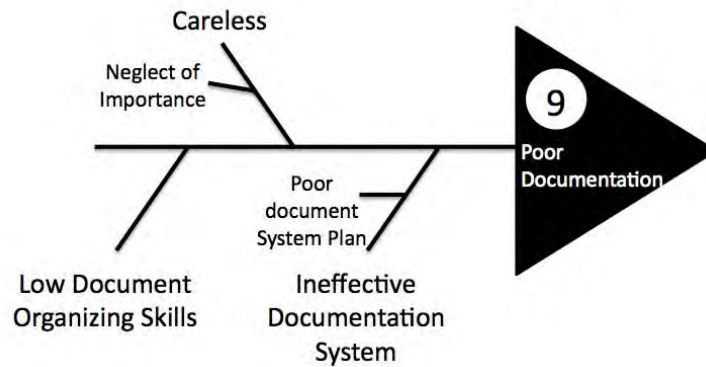 Careless
Neglect of
Importance
9
Poor
Documentation
Poor
document
System Plan
Low Document
Organizing Skills
Ineffective
Documentation
System